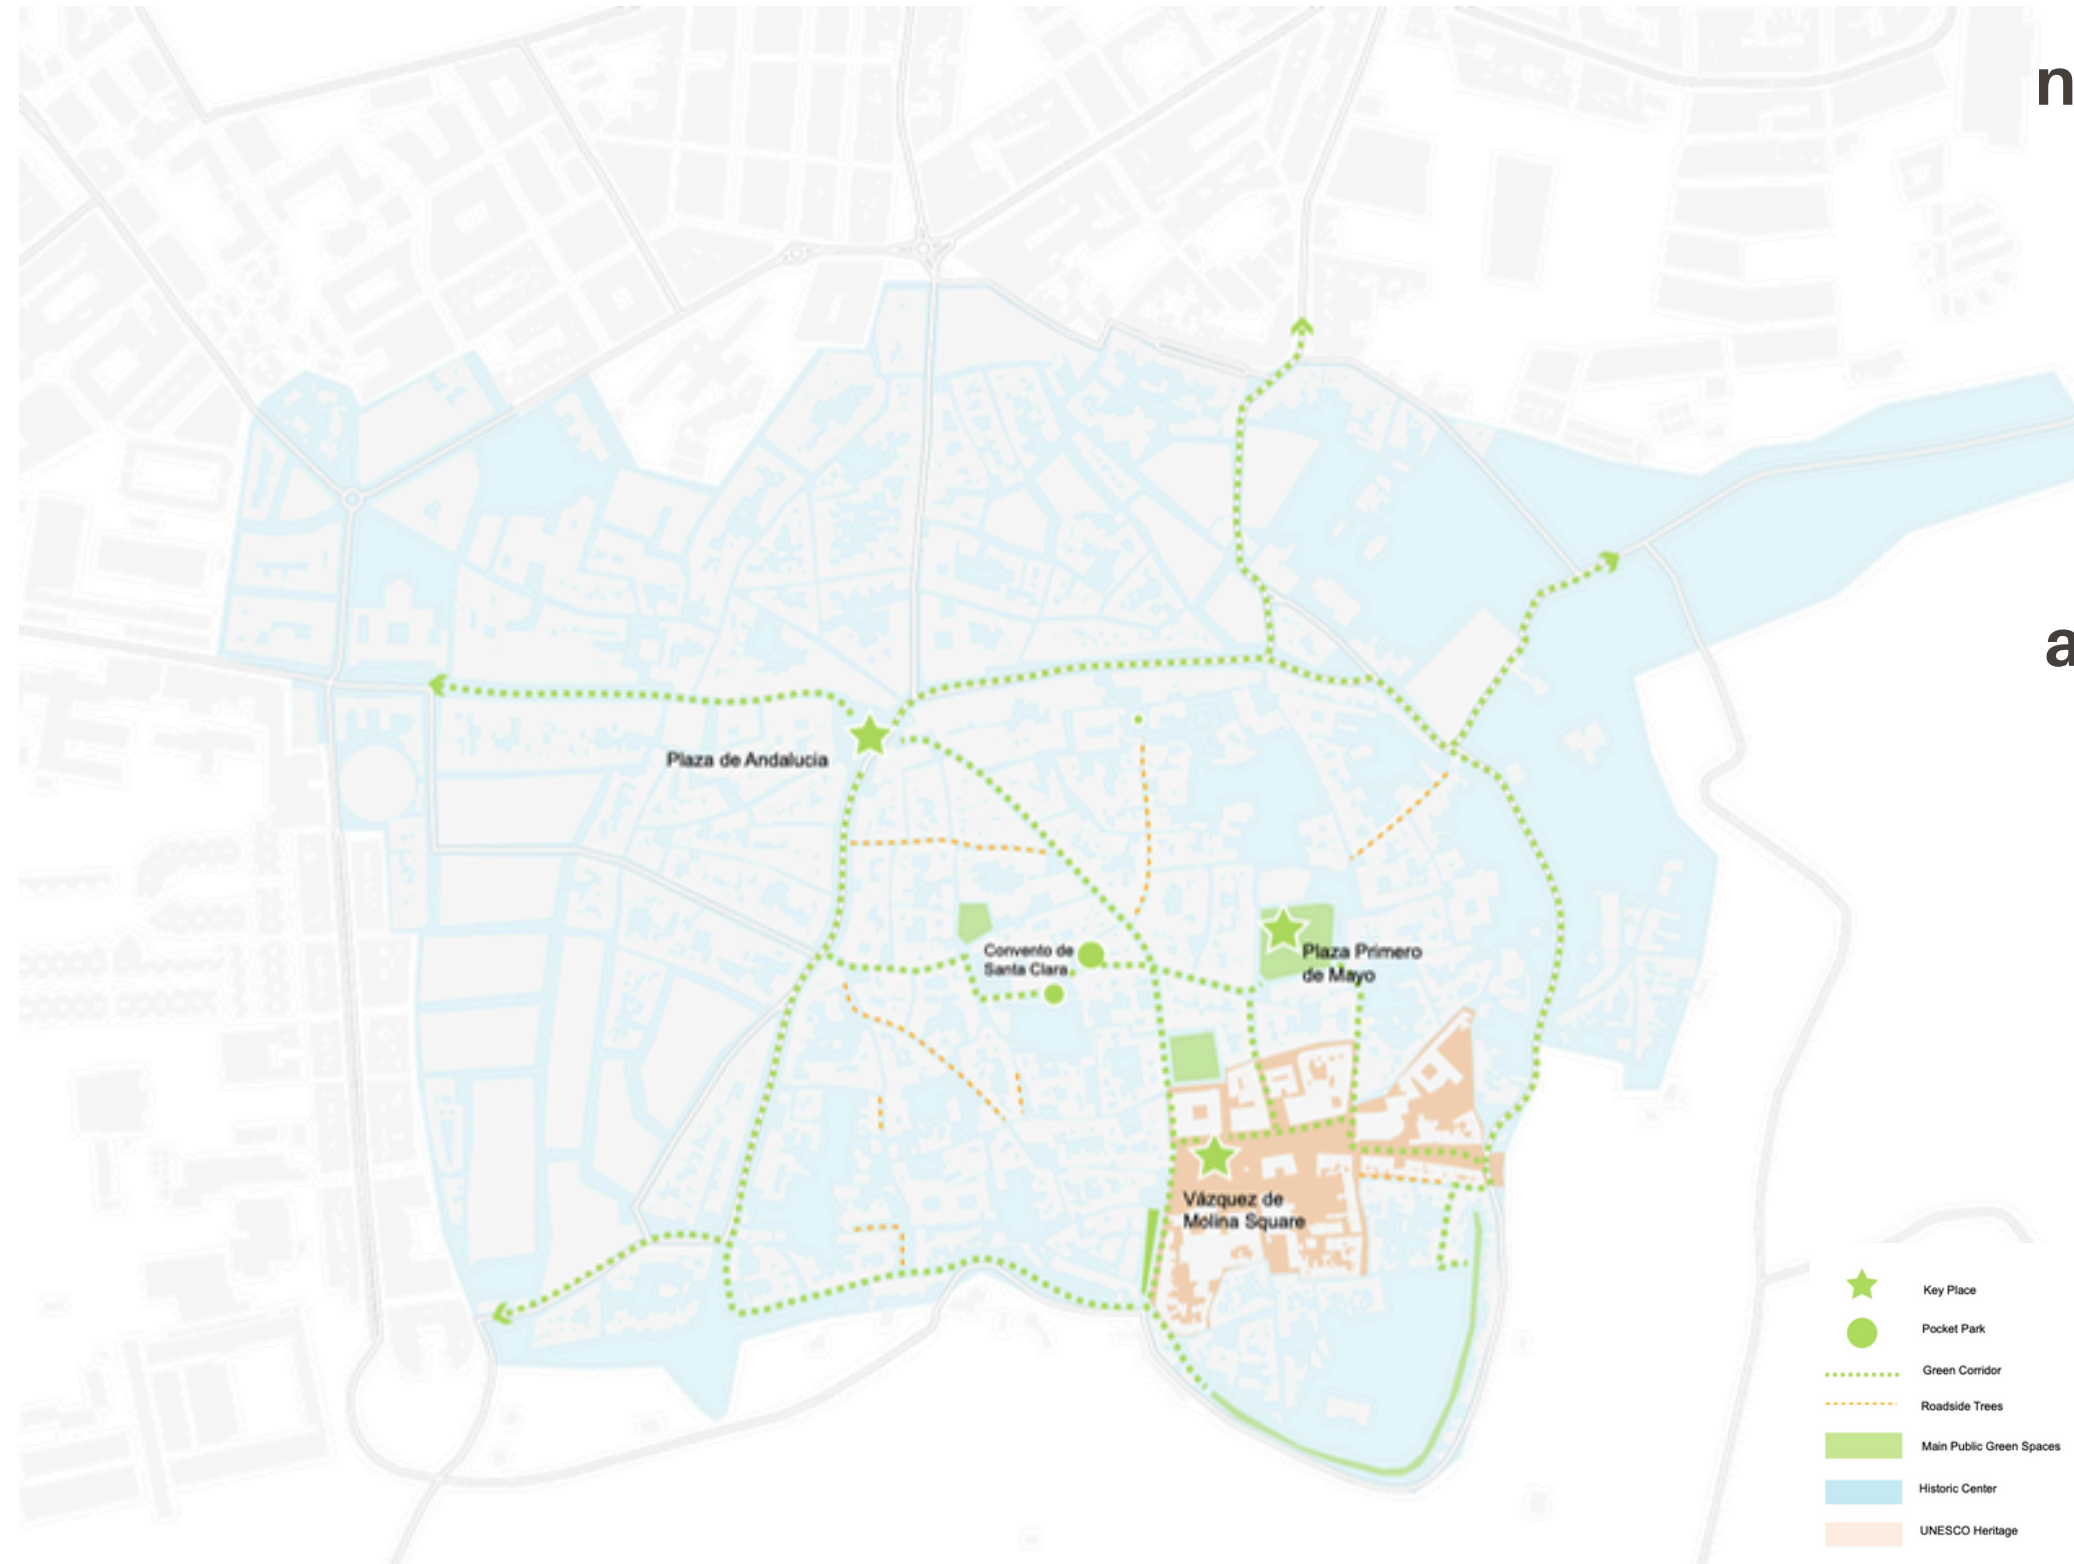 n
a
Plaza de Andalucia
Convento de
Santa Clara
Plaza Primero
de Mayo
Vázquez de
Molina Square
Key Place
Pocket Park
Green Corridor
Roadside Trees
Main Public Green Spaces
Historic Center
UNESCO Heritage